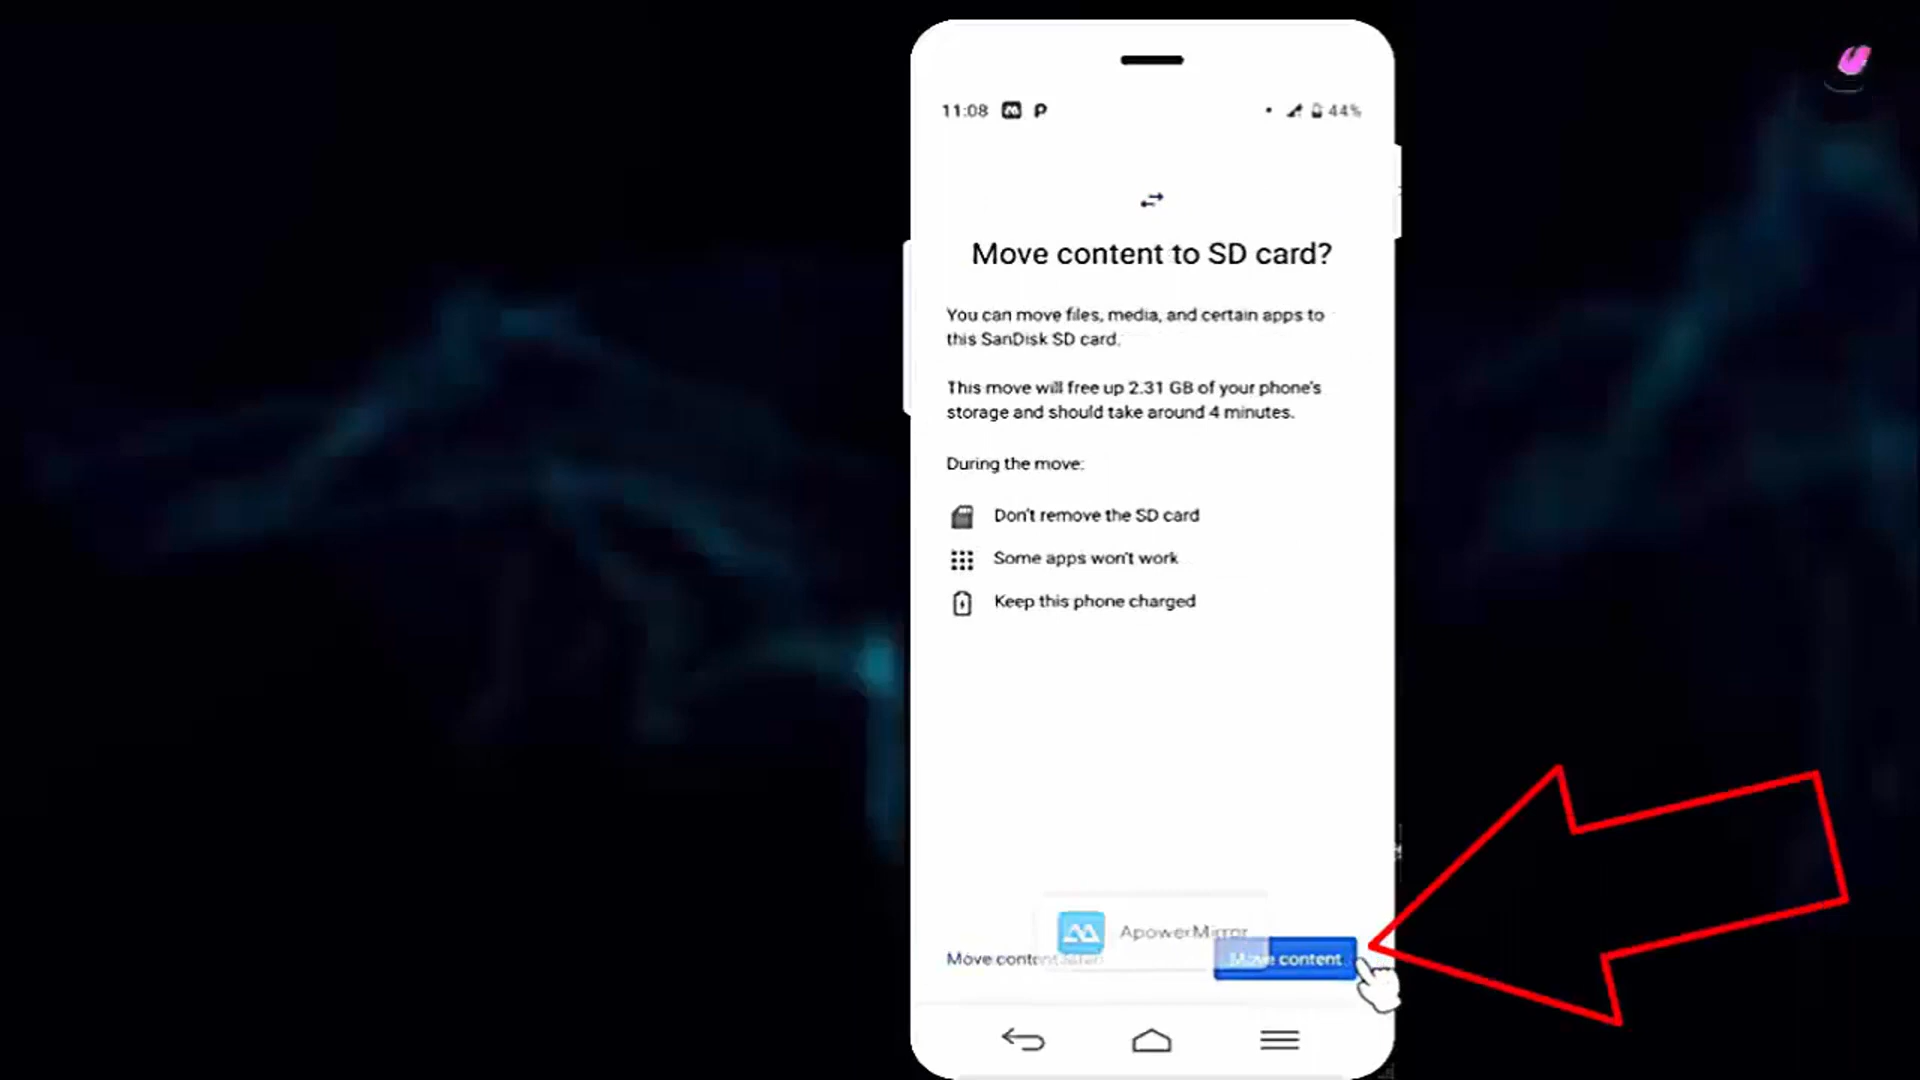 11:08 P 44%
Move content to SD card?
You can move files, media, and certain apps to
this SanDisk SD card.
This move will free up 2.31 GB of your phone's
storage and should take around 4 minutes.
During the move:
Don't remove the SD card
Some apps won't work
Keep this phone charged
ApowerMirror
Move content
Move content